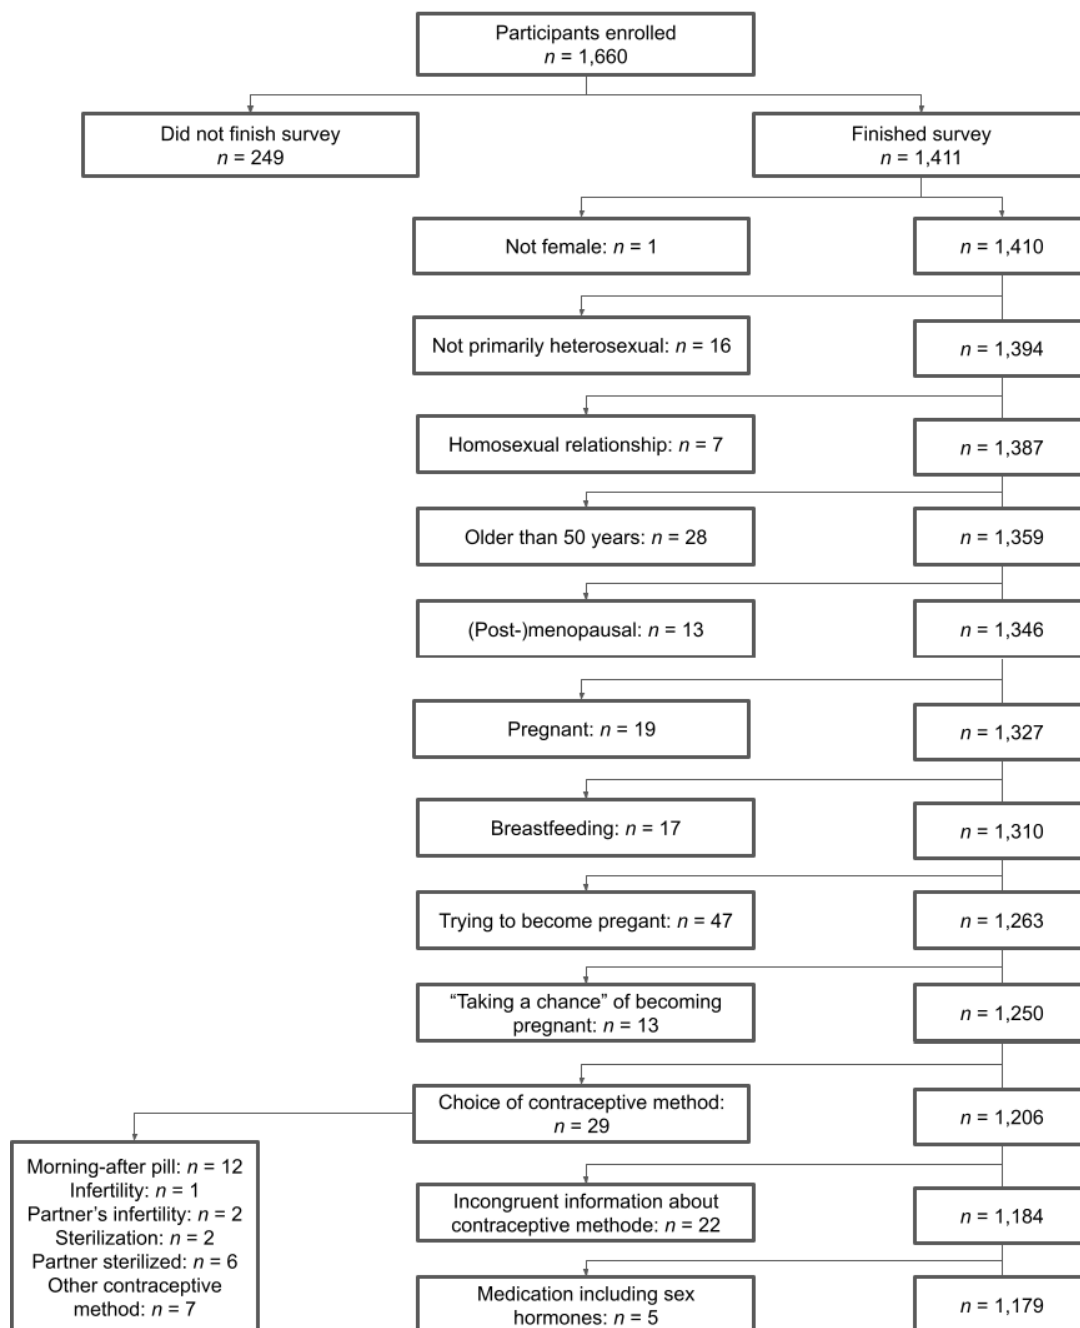 Participants enrolled
n = 1,660
Did not finish survey
n = 249
Finished survey
n = 1,411
Not female: n = 1
n = 1,410
Not primarily heterosexual: n = 16
n = 1,394
Homosexual relationship: n = 7
n = 1,387
Older than 50 years: n = 28
n = 1,359
(Post-)menopausal: n = 13
n = 1,346
Pregnant: n = 19
n = 1,327
Breastfeeding: n = 17
n = 1,310
Trying to become pregant: n = 47
n = 1,263
“Taking a chance” of becoming
pregnant: n = 13
n = 1,250
Choice of contraceptive method:
n = 29
n = 1,206
Morning-after pill: n = 12
Infertility: n = 1
Partner’s infertility: n = 2
Sterilization: n = 2
Partner sterilized: n = 6
Other contraceptive
method: n = 7
Incongruent information about
contraceptive methode: n = 22
n = 1,184
Medication including sex
hormones: n = 5
n = 1,179